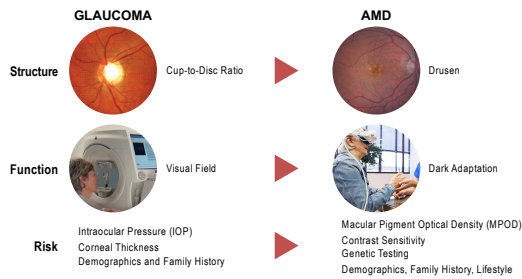 GLAUCOMA AMD
Structure Cup-to-Disc Ratio Drusen
Function Visual Field Dark Adaptation
Risk
Intraocular Pressure (IOP)
Corneal Thickness
Demographics and Family History
Macular Pigment Optical Density (MPOD)
Contrast Sensitivity
Genetic Testing
Demographics, Family History, Lifestyle